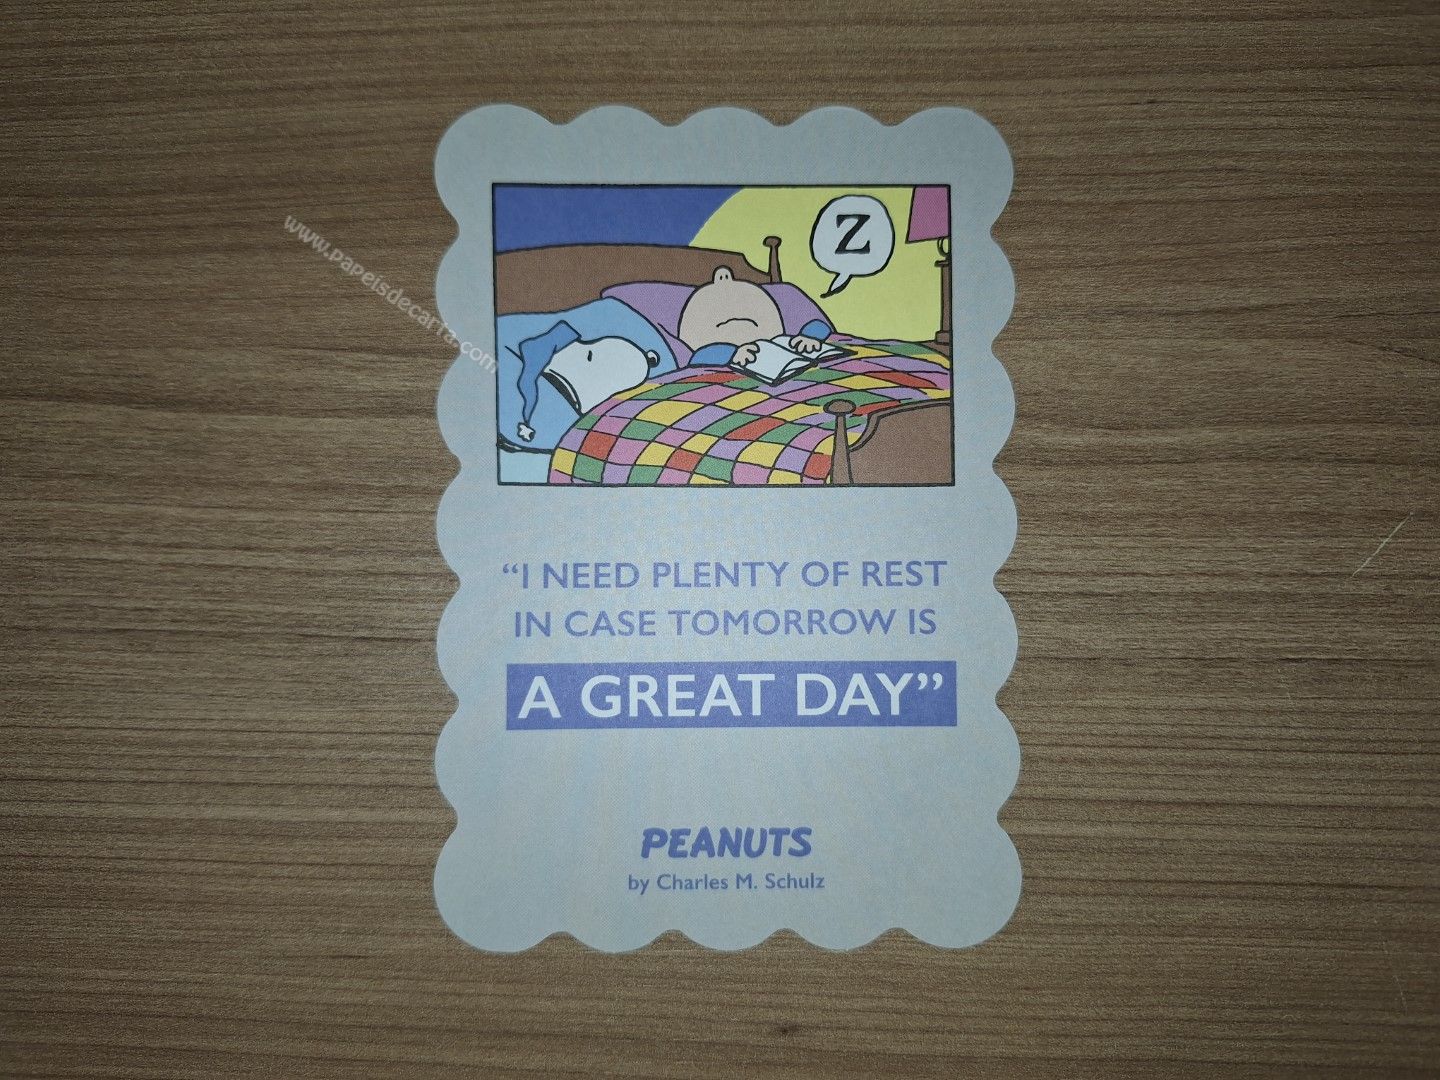 www.papeisdecarta.com
Z
“I NEED PLENTY OF REST
IN CASE TOMORROW IS
A GREAT DAY”
PEANUTS
by Charles M. Schulz